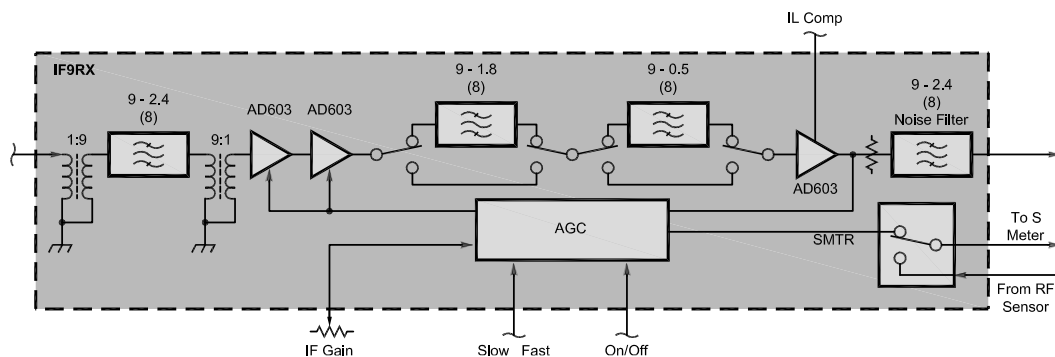 IL Comp
IF9RX
9 - 2.4
(8)
1:9
9:1
AD603
AD603
9 - 1.8
(8)
9 - 0.5
(8)
9 - 2.4
(8)
Noise Filter
AD603
AGC
SMTR
To S
Meter
From RF
Sensor
IF Gain
Slow Fast
On/Off